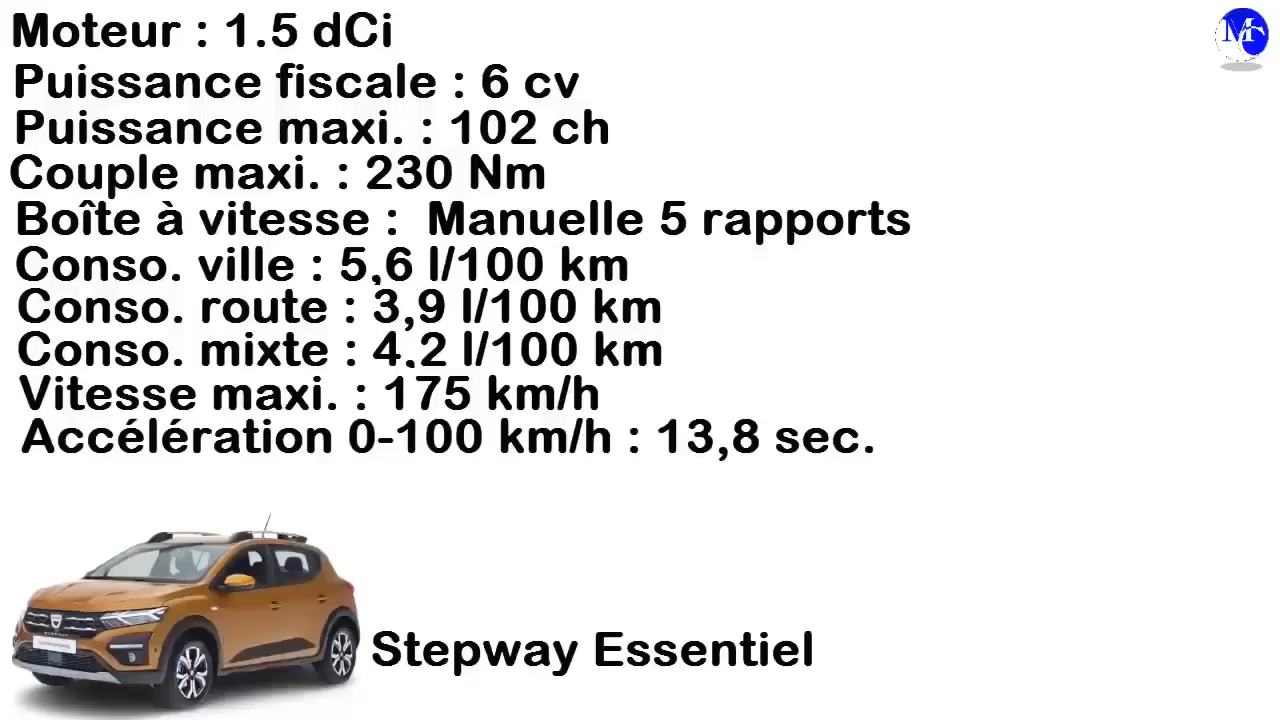 Moteur : 1.5 dCi
Puissance fiscale : 6 cv
Puissance maxi. : 102 ch
Couple maxi. : 230 Nm
Boîte à vitesse :  Manuelle 5 rapports
Conso. ville : 5,6 l/100 km
Conso. route : 3,9 l/100 km
Conso. mixte : 4,2 l/100 km
Vitesse maxi. : 175 km/h
Accélération 0-100 km/h : 13,8 sec.
Stepway Essentiel